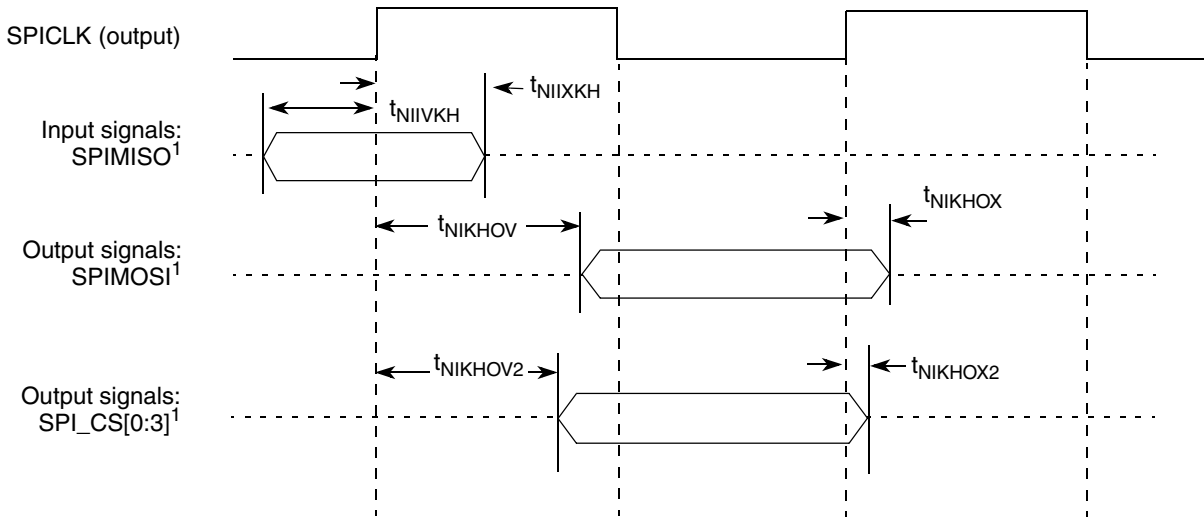 SPICLK (output)
tNIIXKH
tNIIVKH
Input signals:
SPIMISO1
tNIKHOX
tNIKHOV
Output signals:
SPIMOSI1
tNIKHOV2
tNIKHOX2
Output signals:
SPI_CS[0:3]1